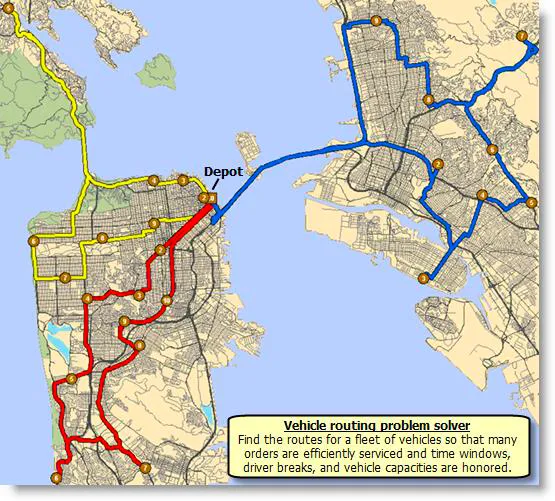 Depot
Vehicle routing problem solver
Find the routes for a fleet of vehicles so that many
orders are efficiently serviced and time windows,
driver breaks, and vehicle capacities are honored.